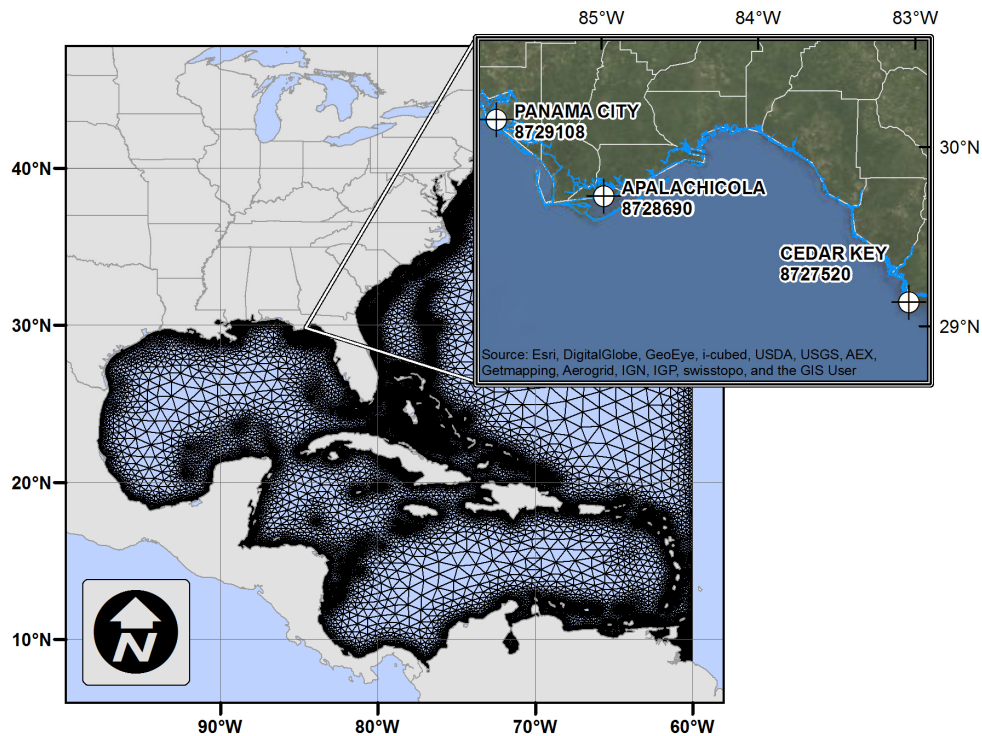 85°W 84°W 83°W
PANAMA CITY
8729108
30°N
APALACHICOLA
8728690
CEDAR KEY
8727520
29°N
Source: Esri, DigitalGlobe, GeoEye, i-cubed, USDA, USGS, AEX,
Getmapping, Aerogrid, IGN, IGP, swisstopo, and the GIS User
40°N
30°N
20°N
10°N
N
90°W 80°W 70°W 60°W